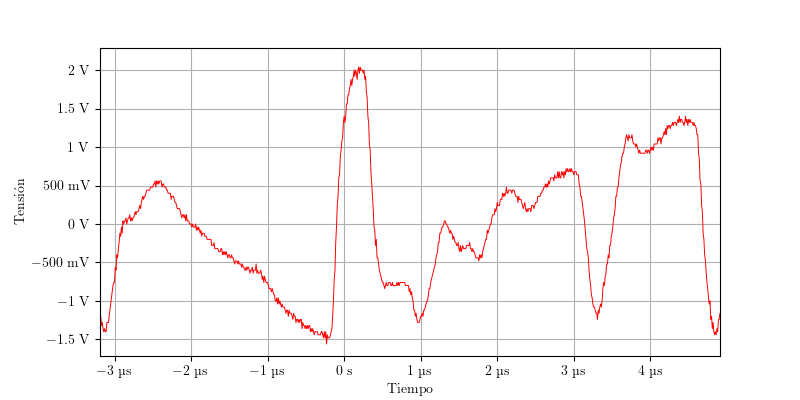 2 V
1.5 V
1 V
500 mV
0 V
−500 mV
−1 V
−1.5 V
Tensión
−3 µs −2 µs −1 µs 0 s 1 µs 2 µs 3 µs 4 µs
Tiempo